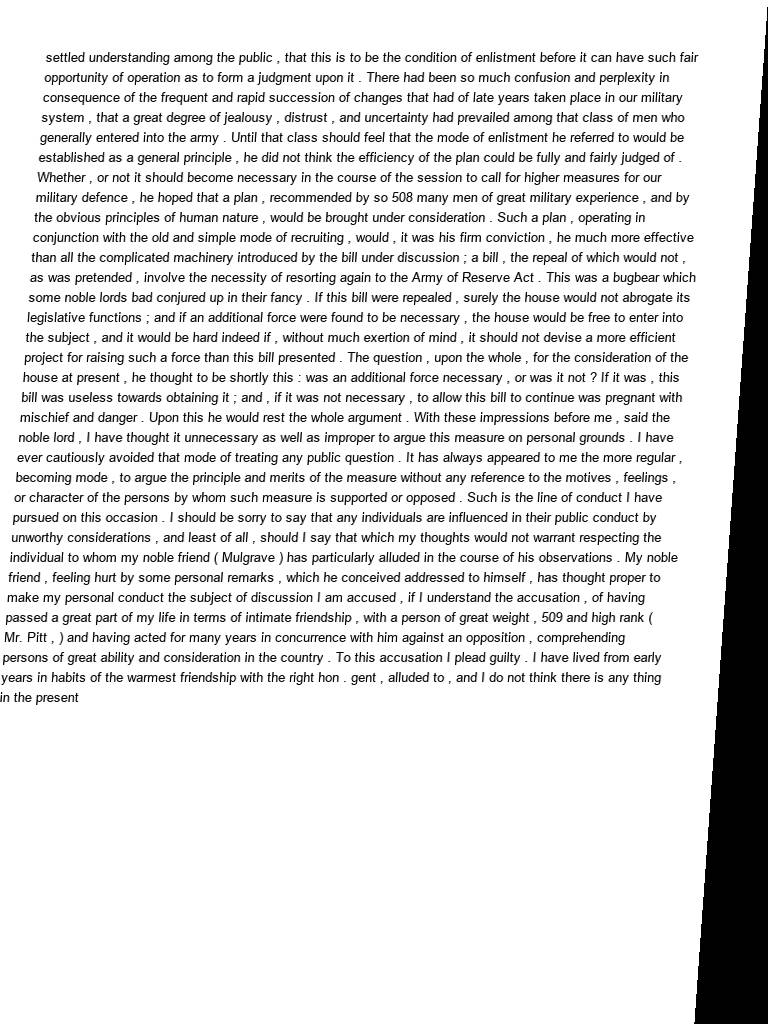 settled understanding among the public , that this is to be the condition of enlistment before it can have such fair
opportunity of operation as to form a judgment upon it . There had been so much confusion and perplexity in
consequence of the frequent and rapid succession of changes that had of late years taken place in our military
system , that a great degree of jealousy , distrust , and uncertainty had prevailed among that class of men who
generally entered into the army . Until that class should feel that the mode of enlistment he referred to would be
established as a general principle , he did not think the efficiency of the plan could be fully and fairly judged of .
Whether , or not it should become necessary in the course of the session to call for higher measures for our
military defence , he hoped that a plan , recommended by so 508 many men of great military experience , and by
the obvious principles of human nature , would be brought under consideration . Such a plan , operating in
conjunction with the old and simple mode of recruiting , would , it was his firm conviction , he much more effective
than all the complicated machinery introduced by the bill under discussion ; a bill , the repeal of which would not ,
as was pretended , involve the necessity of resorting again to the Army of Reserve Act . This was a bugbear which
some noble lords bad conjured up in their fancy . If this bill were repealed , surely the house would not abrogate its
legislative functions ; and if an additional force were found to be necessary , the house would be free to enter into
the subject , and it would be hard indeed if , without much exertion of mind , it should not devise a more efficient
project for raising such a force than this bill presented . The question , upon the whole , for the consideration of the
house at present , he thought to be shortly this : was an additional force necessary , or was it not ? If it was , this
bill was useless towards obtaining it ; and , if it was not necessary , to allow this bill to continue was pregnant with
mischief and danger . Upon this he would rest the whole argument . With these impressions before me , said the
noble lord , I have thought it unnecessary as well as improper to argue this measure on personal grounds . I have
ever cautiously avoided that mode of treating any public question . It has always appeared to me the more regular ,
becoming mode , to argue the principle and merits of the measure without any reference to the motives , feelings ,
or character of the persons by whom such measure is supported or opposed . Such is the line of conduct I have
pursued on this occasion . I should be sorry to say that any individuals are influenced in their public conduct by
unworthy considerations , and least of all , should I say that which my thoughts would not warrant respecting the
individual to whom my noble friend ( Mulgrave ) has particularly alluded in the course of his observations . My noble
friend , feeling hurt by some personal remarks , which he conceived addressed to himself , has thought proper to
make my personal conduct the subject of discussion I am accused , if I understand the accusation , of having
passed a great part of my life in terms of intimate friendship , with a person of great weight , 509 and high rank (
Mr. Pitt , ) and having acted for many years in concurrence with him against an opposition , comprehending
persons of great ability and consideration in the country . To this accusation I plead guilty . I have lived from early
years in habits of the warmest friendship with the right hon . gent , alluded to , and I do not think there is any thing
in the present